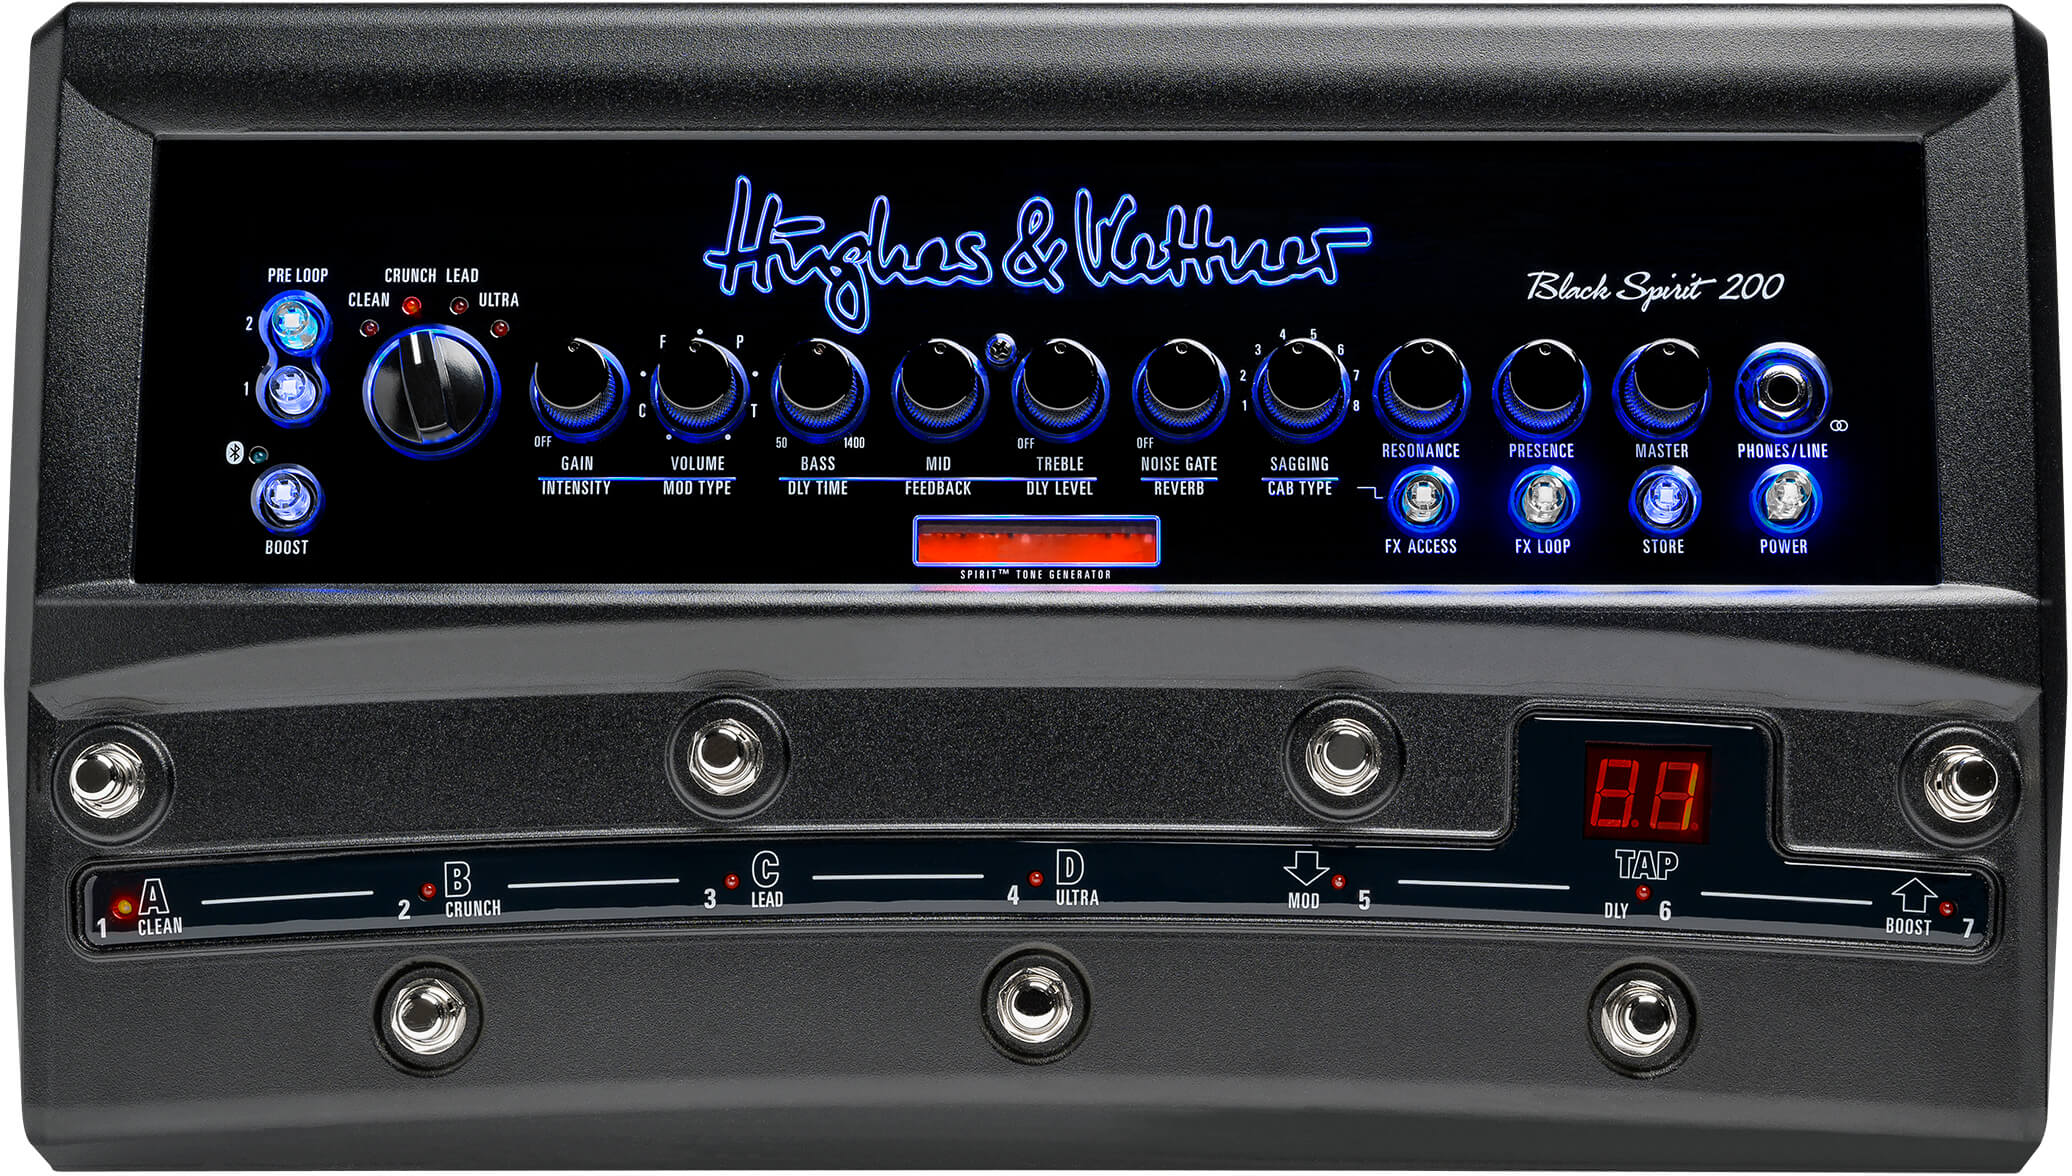 Hughes & Kettner
Black Spirit 200
PRE LOOP
2
1
CRUNCH LEAD
CLEAN
ULTRA
F P
C T
4 5
3 6
2 7
1 8
OFF
50 1400
OFF
OFF
GAIN VOLUME BASS MID TREBLE NOISE GATE SAGGING
INTENSITY MOD TYPE DLY TIME FEEDBACK DLY LEVEL REVERB CAB TYPE
RESONANCE PRESENCE MASTER PHONES/LINE
BOOST
FX ACCESS FX LOOP STORE POWER
SPIRIT™ TONE GENERATOR
1
TAP
1 A CLEAN
2 B CRUNCH
3 C LEAD
4 D ULTRA
MOD 5
DLY 6
BOOST 7